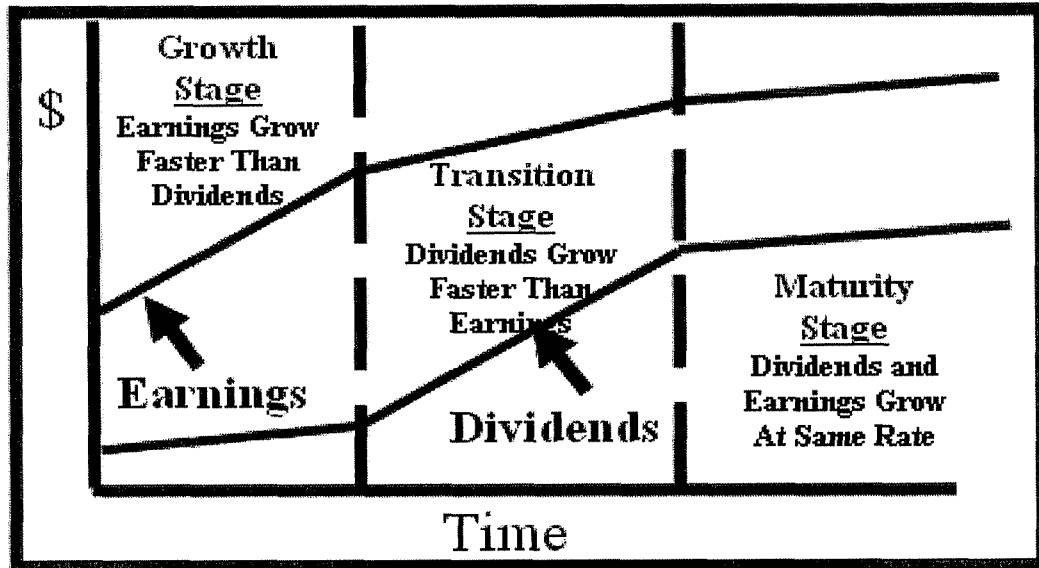 $
Growth
Stage
Earnings Grow
Faster Than
Dividends
Earnings
Transition
Stage
Dividends Grow
Faster Than
Earnings
Dividends
Maturity
Stage
Dividends and
Earnings Grow
At Same Rate
Time